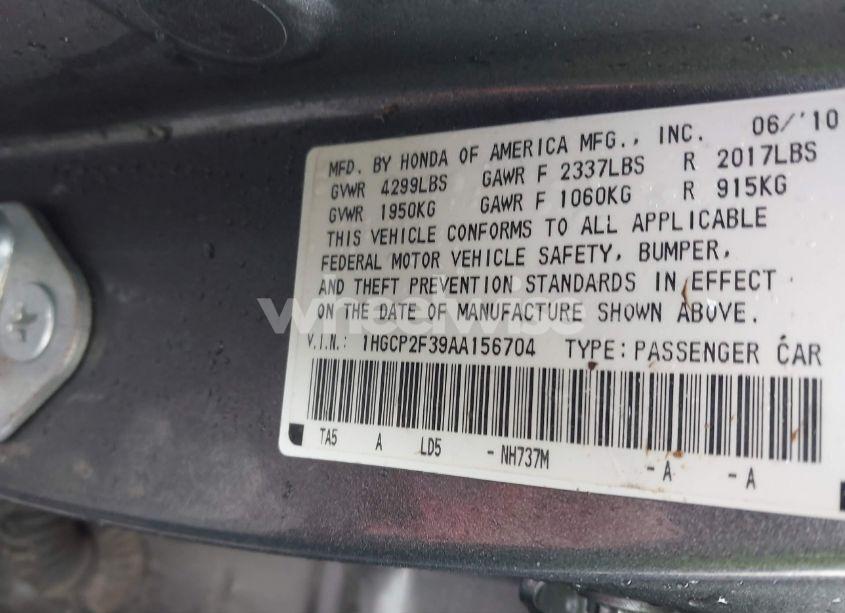 MFD. BY HONDA OF AMERICA MFG., INC. 06/'10
GVWR 4299LBS GAWR F 2337LBS R 2017LBS
GVWR 1950KG GAWR F 1060KG R 915KG
THIS VEHICLE CONFORMS TO ALL APPLICABLE
FEDERAL MOTOR VEHICLE SAFETY, BUMPER,
AND THEFT PREVENTION STANDARDS IN EFFECT
ON THE DATE OF MANUFACTURE SHOWN ABOVE.
wheelwise
V.I.N.: 1HGCP2F39AA156704 TYPE: PASSENGER CAR
TA5 A LD5 - NH737M - A - A